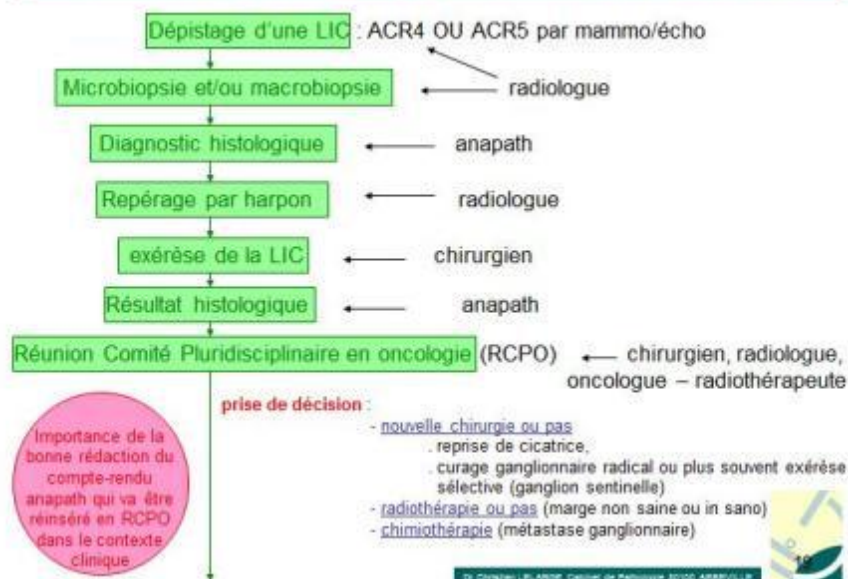 Dépistage d'une LIC : ACR4 OU ACR5 par mammo/écho
Microbiopsie et/ou macrobiopsie
radiologue
Diagnostic histologique
anapath
Repérage par harpon
radiologue
exérèse de la LIC
chirurgien
Résultat histologique
anapath
Réunion Comité Pluridisciplinaire en oncologie (RCPO)
chirurgien, radiologue,
oncologue – radiothérapeute
prise de décision :
- nouvelle chirurgie ou pas
. reprise de cicatrice,
. curage ganglionnaire radical ou plus souvent exérèse
sélective (ganglion sentinelle)
- radiothérapie ou pas (marge non saine ou in sano)
- chimiothérapie (métastase ganglionnaire)
Importance de la
bonne rédaction du
compte-rendu
anapath qui va être
réinséré en RCPO
dans le contexte
clinique
19
Cabinet de Radiologie